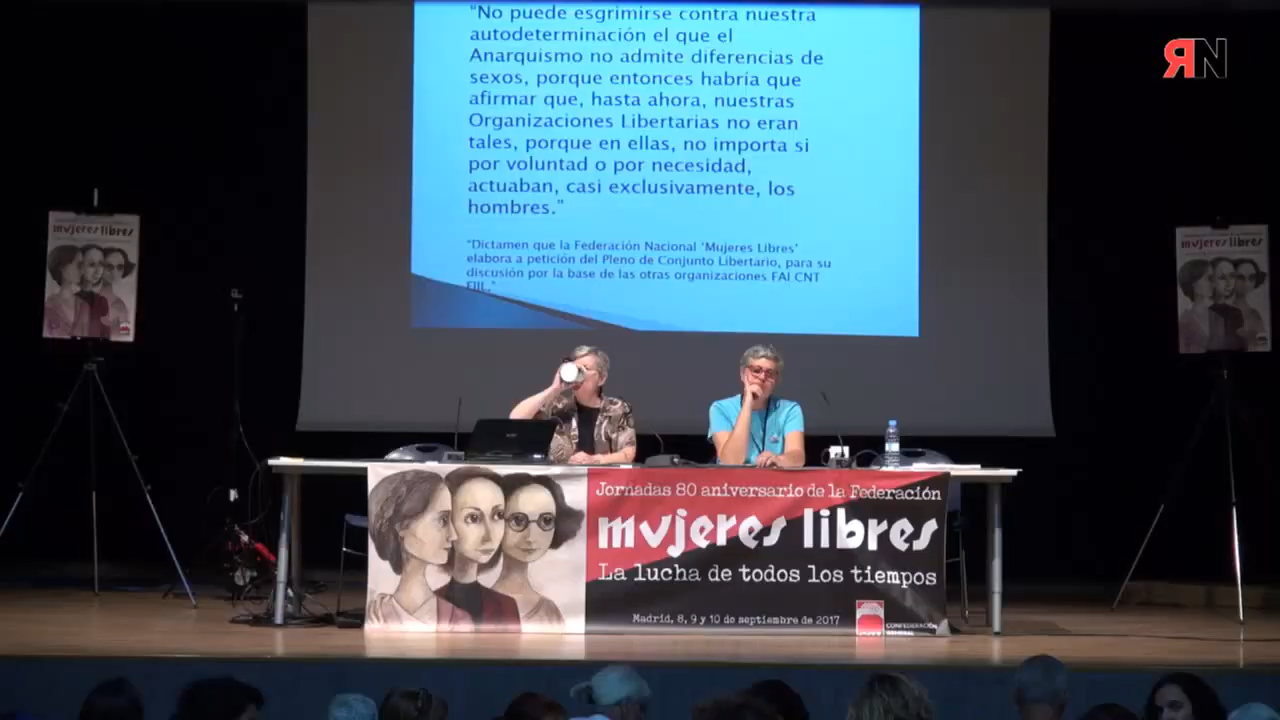 "No puede esgrimirse contra nuestra
autodeterminación el que el
Anarquismo no admite diferencias de
sexos, porque entonces habría que
afirmar que, hasta ahora, nuestras
Organizaciones Libertarias no eran
tales, porque en ellas, no importa si
por voluntad o por necesidad,
actuaban, casi exclusivamente, los
hombres."
"Dictamen que la Federación Nacional 'Mujeres Libres'
elabora a petición del Pleno de Conjunto Libertario, para su
discusión por la base de las otras organizaciones FAI CNT
FIJL."
RN
mujeres libres
mujeres libres
Jornadas 80 aniversario de la Federación
mujeres libres
La lucha de todos los tiempos
Madrid, 8, 9 y 10 de septiembre de 2017
CONFEDERACIÓN
GENERAL